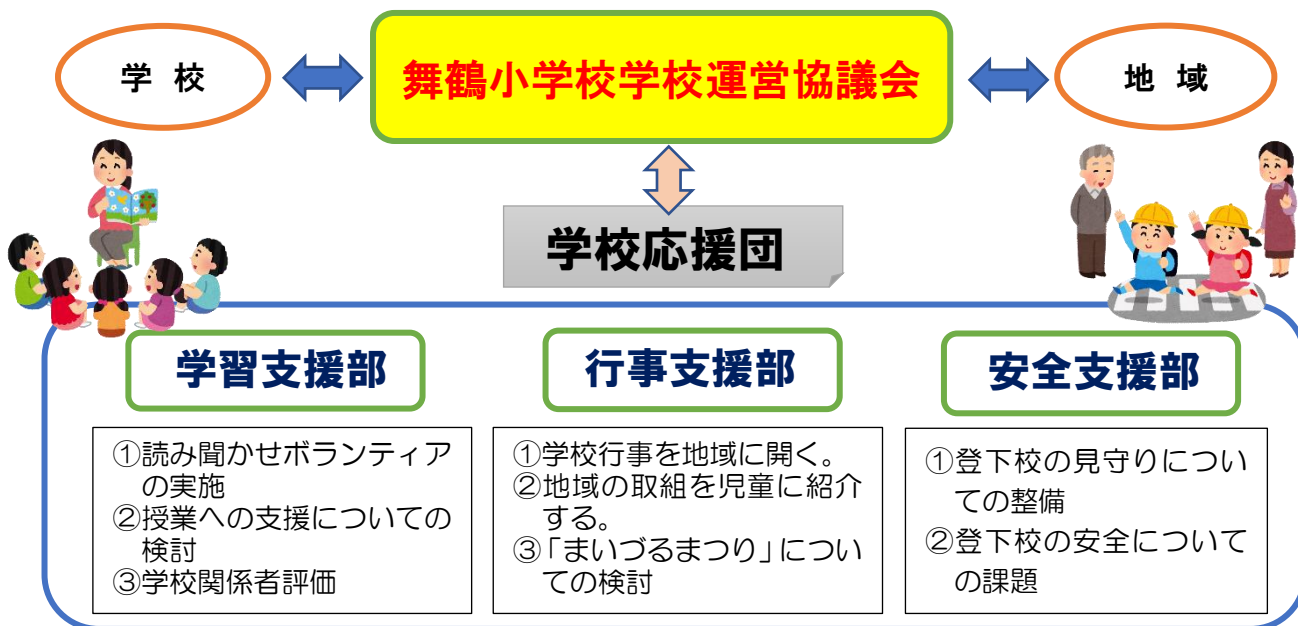 学校
舞鶴小学校学校運営協議会
地域
学校応援団
学習支援部
①読み聞かせボランティア
の実施
②授業への支援についての
検討
③学校関係者評価
行事支援部
①学校行事を地域に開く。
②地域の取組を児童に紹介
する。
③「まいづるまつり」につい
ての検討
安全支援部
①登下校の見守りについ
ての整備
②登下校の安全について
の課題